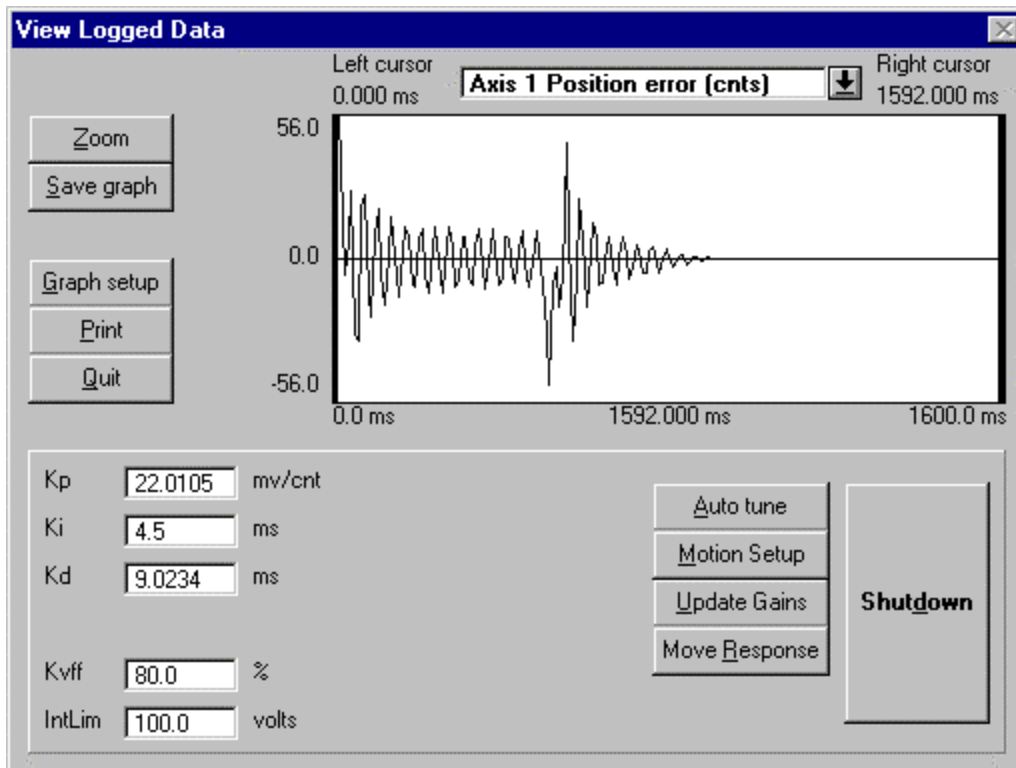 View Logged Data
Left cursor
0.000 ms
Axis 1 Position error (cnts)
Right cursor
1592.000 ms
Zoom
Save graph
Graph setup
Print
Quit
56.0
0.0
-56.0
0.0 ms 1592.000 ms 1600.0 ms
Kp 22.0105 mv/cnt
Ki 4.5 ms
Kd 9.0234 ms
Kvff 80.0 %
IntLim 100.0 volts
Auto tune
Motion Setup
Update Gains
Move Response
Shutdown